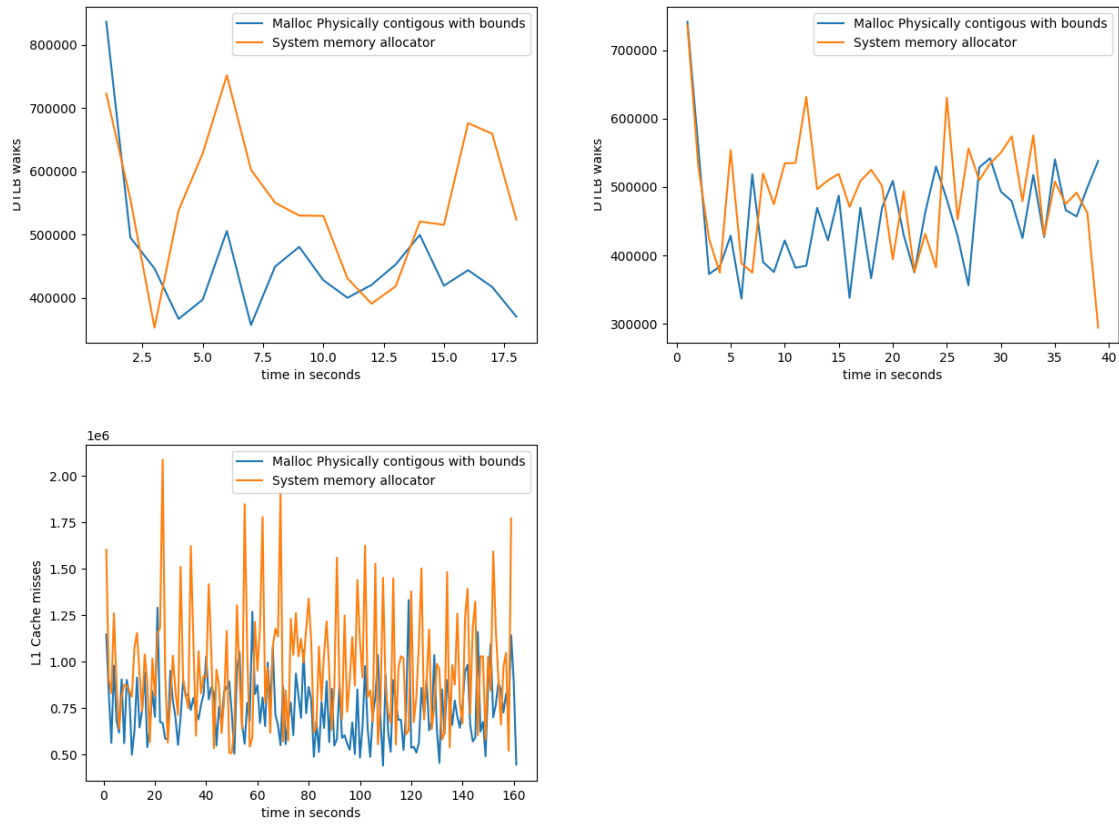 Malloc Physically contigous with bounds
System memory allocator
800000
700000
600000
500000
400000
DTLB walks
2.5 5.0 7.5 10.0 12.5 15.0 17.5
time in seconds
Malloc Physically contigous with bounds
System memory allocator
700000
600000
500000
400000
300000
DTLB walks
0 5 10 15 20 25 30 35 40
time in seconds
1e6
Malloc Physically contigous with bounds
System memory allocator
2.00
1.75
1.50
1.25
1.00
0.75
0.50
L1 Cache misses
0 20 40 60 80 100 120 140 160
time in seconds